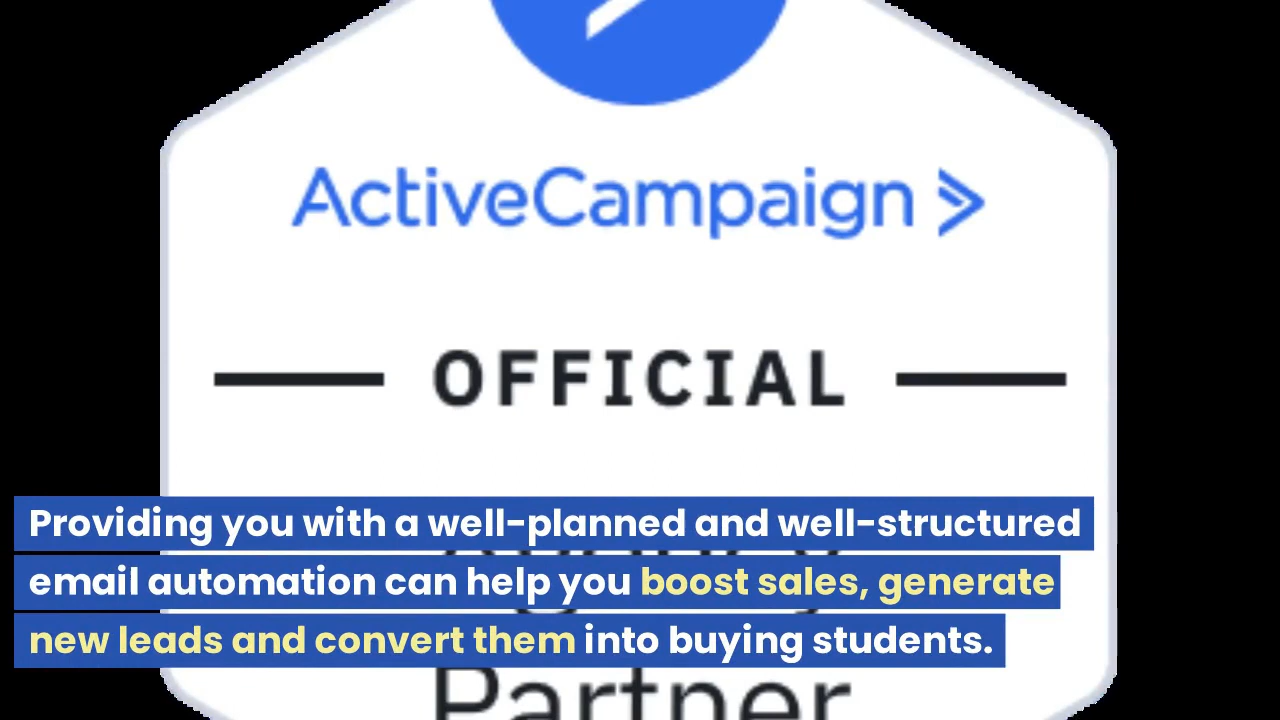 ActiveCampaign
OFFICIAL
Providing you with a well-planned and well-structured
email automation can help you boost sales, generate
new leads and convert them into buying students.
Partner